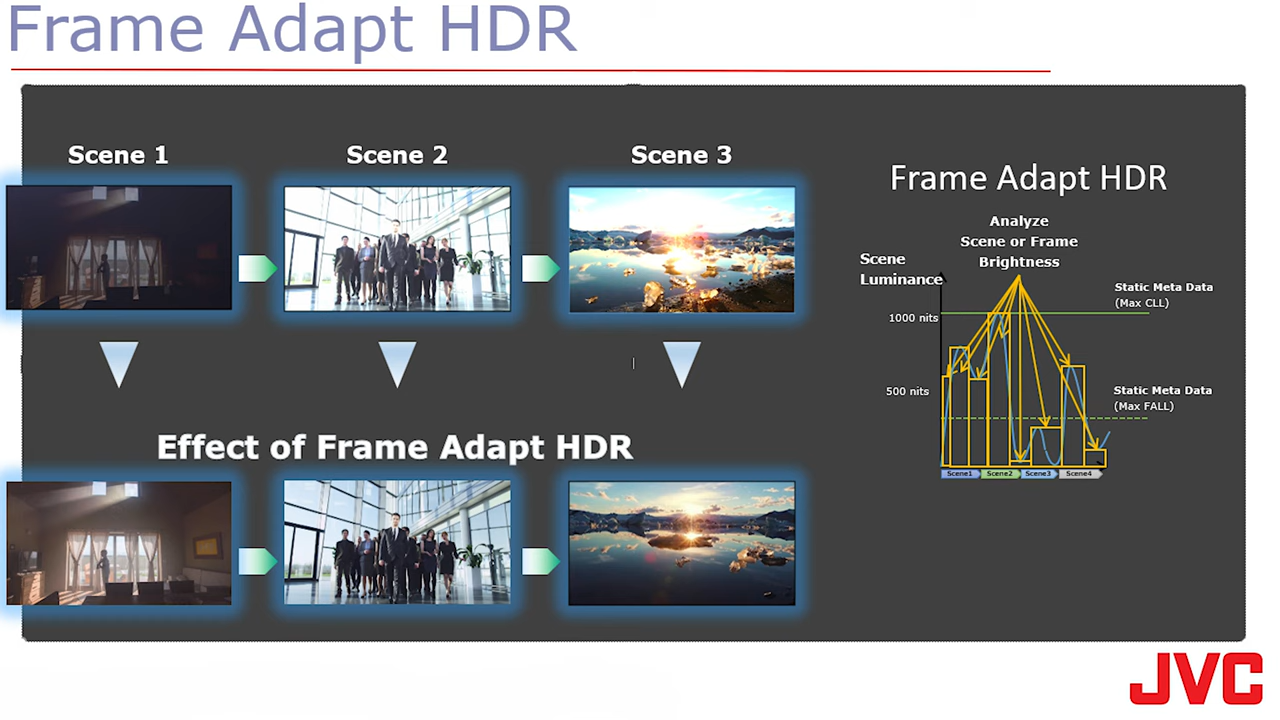 Frame Adapt HDR
Scene 1
Scene 2
Scene 3
Effect of Frame Adapt HDR
Frame Adapt HDR
Analyze
Scene or Frame
Brightness
Scene
Luminance
Static Meta Data
(Max CLL)
1000 nits
500 nits
Static Meta Data
(Max FALL)
Scene1
Scene2
Scene3
Scene4
JVC